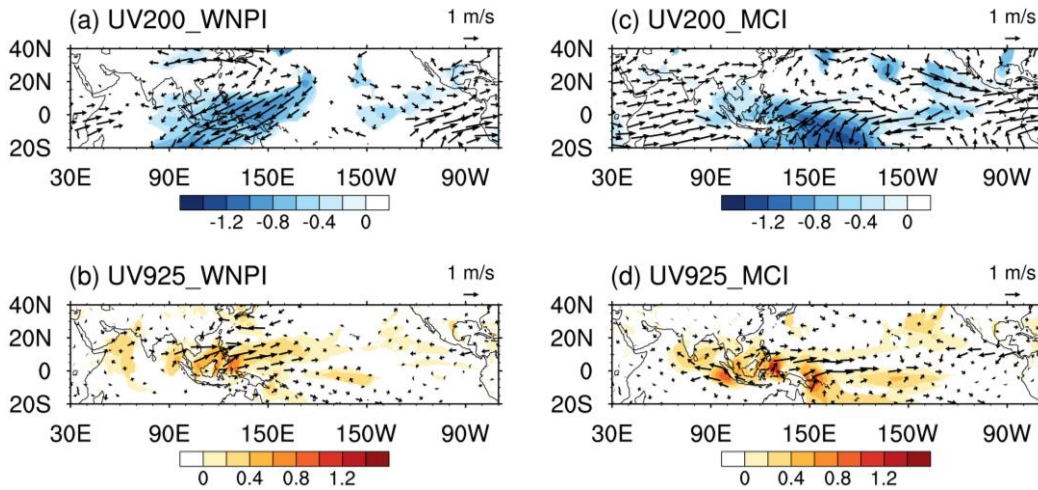 (a) UV200_WNPI 1 m/s
40N
20N
0
20S
30E 90E 150E 150W 90W
-1.2 -0.8 -0.4 0
(c) UV200_MCI 1 m/s
40N
20N
0
20S
30E 90E 150E 150W 90W
-1.2 -0.8 -0.4 0
(b) UV925_WNPI 1 m/s
40N
20N
0
20S
30E 90E 150E 150W 90W
0 0.4 0.8 1.2
(d) UV925_MCI 1 m/s
40N
20N
0
20S
30E 90E 150E 150W 90W
0 0.4 0.8 1.2